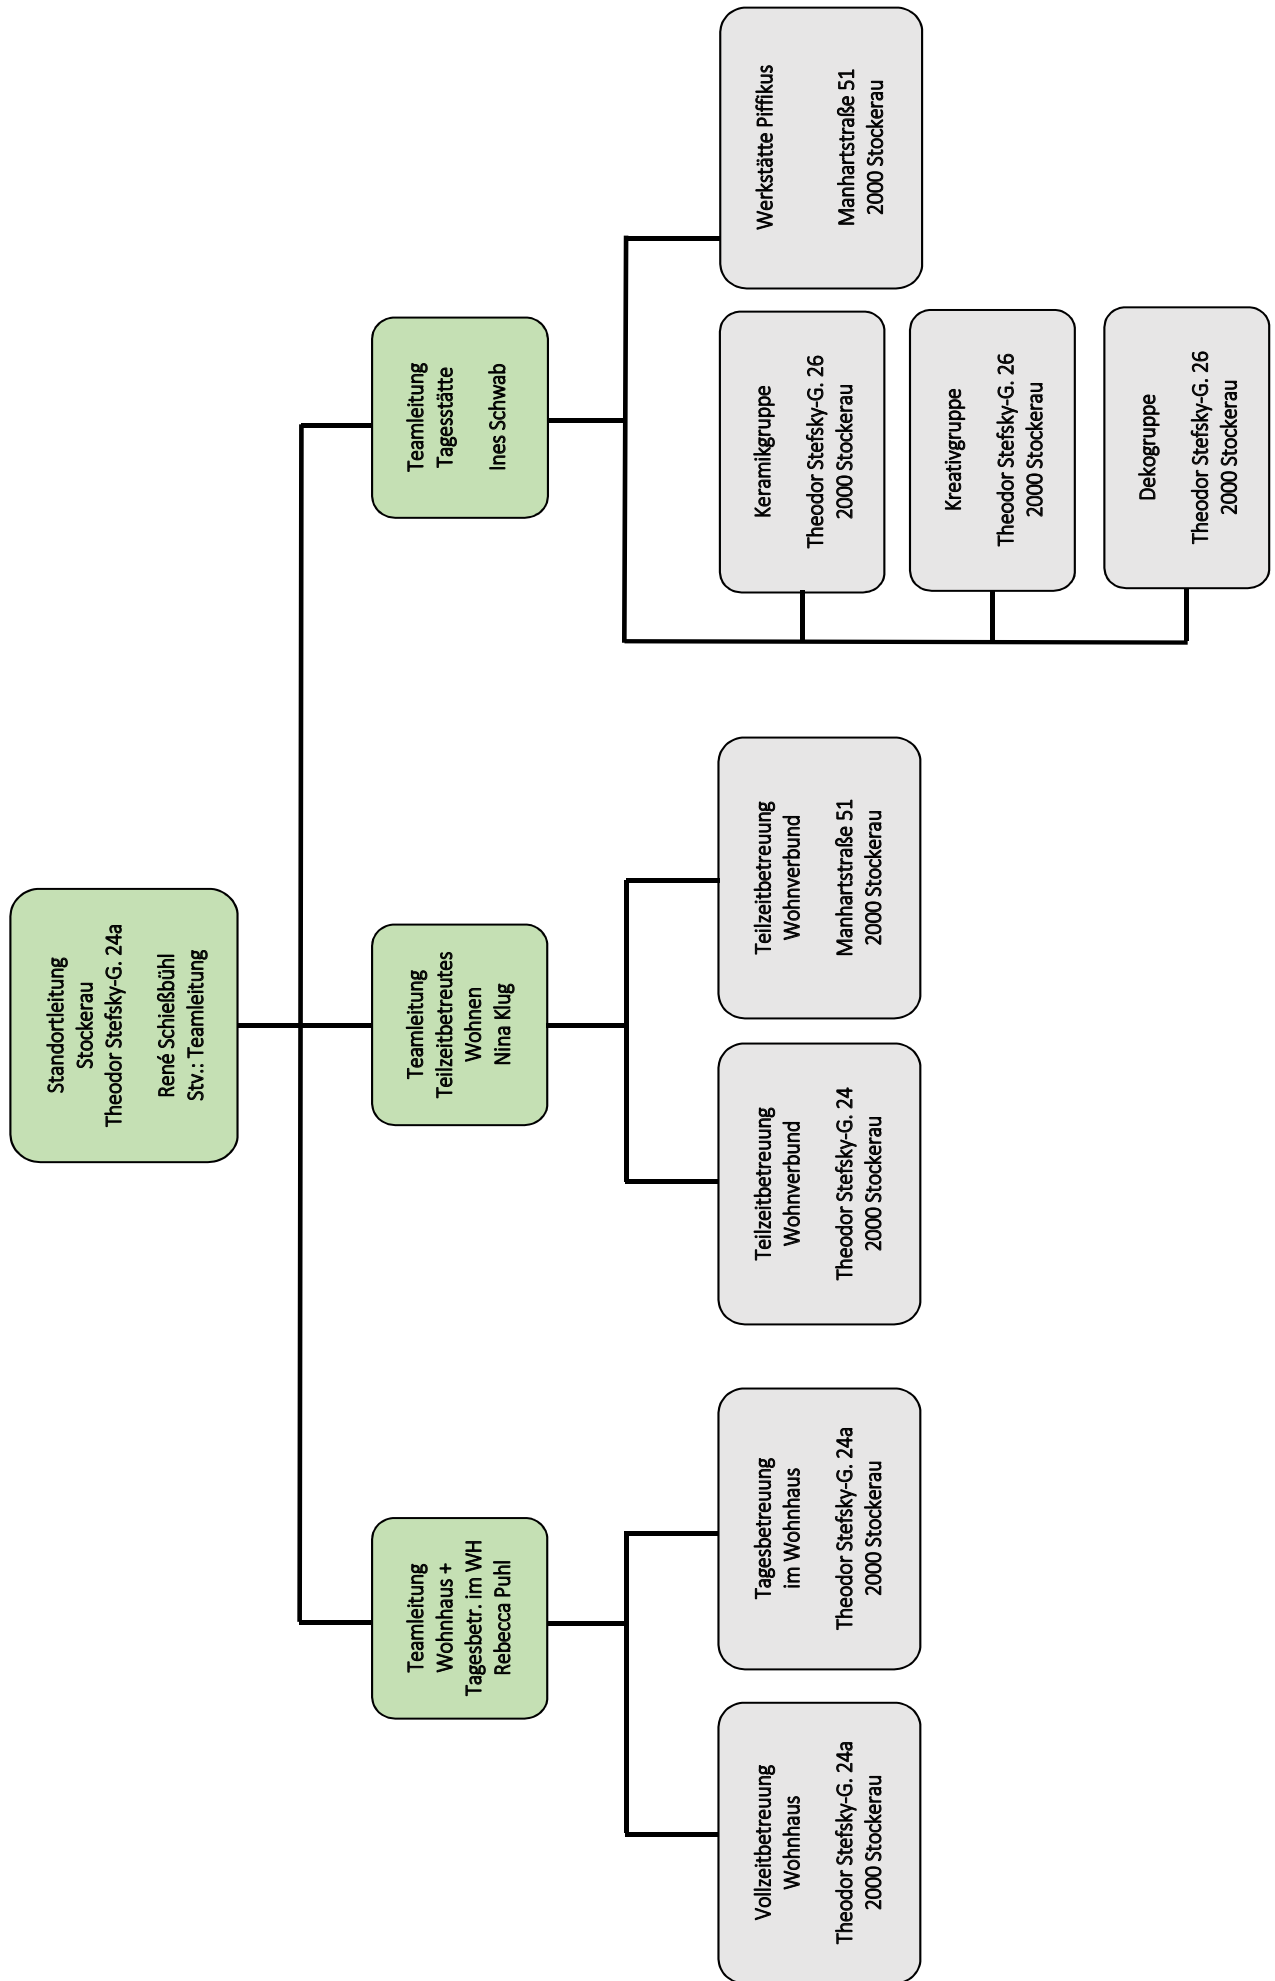 Standortleitung
Stockerau
Theodor Stefsky-G. 24a
René Schießbühl
Stv.: Teamleitung
Teamleitung
Wohnhaus +
Tagesbetr. im WH
Rebecca Puhl
Teamleitung
Teilzeitbetreutes
Wohnen
Nina Klug
Teamleitung
Tagesstätte
Ines Schwab
Vollzeitbetreuung
Wohnhaus
Theodor Stefsky-G. 24a
2000 Stockerau
Tagesbetreuung
im Wohnhaus
Theodor Stefsky-G. 24a
2000 Stockerau
Teilzeitbetreuung
Wohnverbund
Theodor Stefsky-G. 24
2000 Stockerau
Teilzeitbetreuung
Wohnverbund
Manhartstraße 51
2000 Stockerau
Keramikgruppe
Theodor Stefsky-G. 26
2000 Stockerau
Werkstätte Piffikus
Manhartstraße 51
2000 Stockerau
Kreativgruppe
Theodor Stefsky-G. 26
2000 Stockerau
Dekogruppe
Theodor Stefsky-G. 26
2000 Stockerau